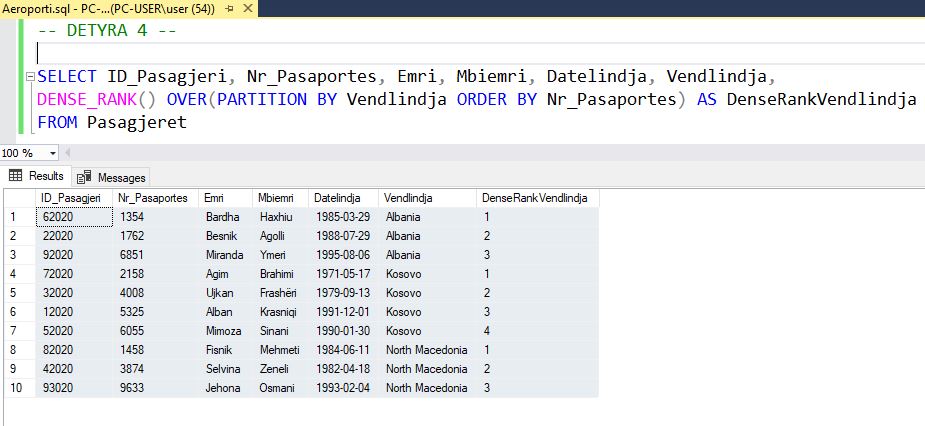 Aeroporti.sql - PC-...(PC-USER\user (54))
-- DETYRA 4 --
SELECT ID_Pasagjeri, Nr_Pasaportes, Emri, Mbiemri, Datelindja, Vendlindja,
DENSE_RANK() OVER(PARTITION BY Vendlindja ORDER BY Nr_Pasaportes) AS DenseRankVendlindja
FROM Pasagjeret
100 %
Results Messages
ID_Pasagjeri Nr_Pasaportes Emri Mbiemri Datelindja Vendlindja DenseRankVendlindja
1 62020 1354 Bardha Haxhiu 1985-03-29 Albania 1
2 22020 1762 Besnik Agolli 1988-07-29 Albania 2
3 92020 6851 Miranda Ymeri 1995-08-06 Albania 3
4 72020 2158 Agim Brahimi 1971-05-17 Kosovo 1
5 32020 4008 Ujkan Frashëri 1979-09-13 Kosovo 2
6 12020 5325 Alban Krasniqi 1991-12-01 Kosovo 3
7 52020 6055 Mimoza Sinani 1990-01-30 Kosovo 4
8 82020 1458 Fisnik Mehmeti 1984-06-11 North Macedonia 1
9 42020 3874 Selvina Zeneli 1982-04-18 North Macedonia 2
10 93020 9633 Jehona Osmani 1993-02-04 North Macedonia 3